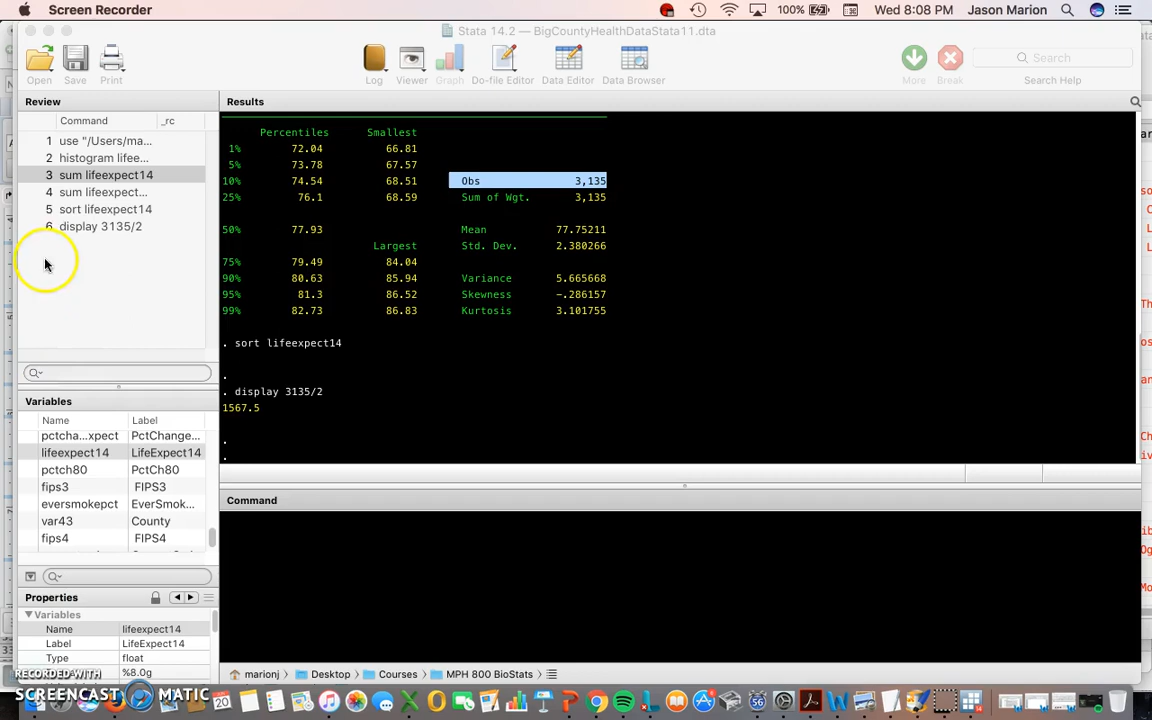 Screen Recorder 100% Wed 8:08 PM Jason Marion
Stata 14.2 — BigCountyHealthDataStata11.dta
Open Save Print Log Viewer Graph Do-file Editor Data Editor Data Browser More Break Search
Search Help
Review
Command _rc
1 use "/Users/ma...
2 histogram lifee...
3 sum lifeexpect14
4 sum lifeexpect...
5 sort lifeexpect14
6 display 3135/2
Results
Percentiles Smallest
1% 72.04 66.81
5% 73.78 67.57
10% 74.54 68.51 Obs 3,135
25% 76.1 68.59 Sum of Wgt. 3,135
50% 77.93 Mean 77.75211
Largest Std. Dev. 2.380266
75% 79.49 84.04
90% 80.63 85.94 Variance 5.665668
95% 81.3 86.52 Skewness -.286157
99% 82.73 86.83 Kurtosis 3.101755
. sort lifeexpect14
.
. display 3135/2
1567.5
.
.
Variables
Name Label
pctcha...xpect PctChange...
lifeexpect14 LifeExpect14
pctch80 PctCh80
fips3 FIPS3
eversmokepct EverSmok...
var43 County
fips4 FIPS4
Command
Properties
Variables
Name lifeexpect14
Label LifeExpect14
Type float
%8.0g
marionj Desktop Courses MPH 800 BioStats
RECORDED WITH
SCREENCAST MATIC